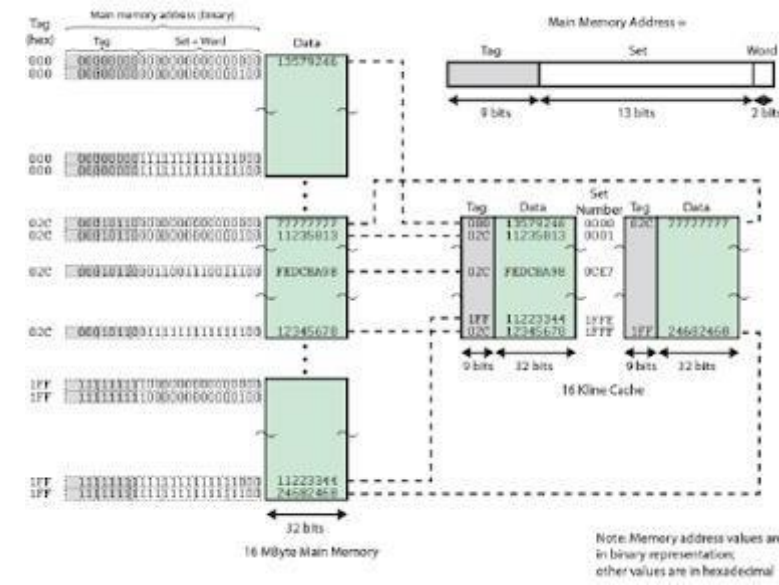 Main memory address (binary)
Tag
(hex)
Tag
Set + Word
Data
000
000
13579246
000
000
02C
02C
77777777
11235813
02C
FEDCBA98
02C
12345678
1FF
1FF
1FF
1FF
11223344
24682468
32 bits
16 MByte Main Memory
Main Memory Address =
Tag Set Word
9 bits 13 bits 2 bits
Set
Tag Data Number Tag Data
000 13579246 0000 02C 77777777
02C 11235813 0001
02C FEDCBA98 0CE7
1FF 11223344 1FFE
02C 12345678 1FFF 1FF 24682468
9 bits 32 bits 9 bits 32 bits
16 Kline Cache
Note: Memory address values are
in binary representation;
other values are in hexadecimal